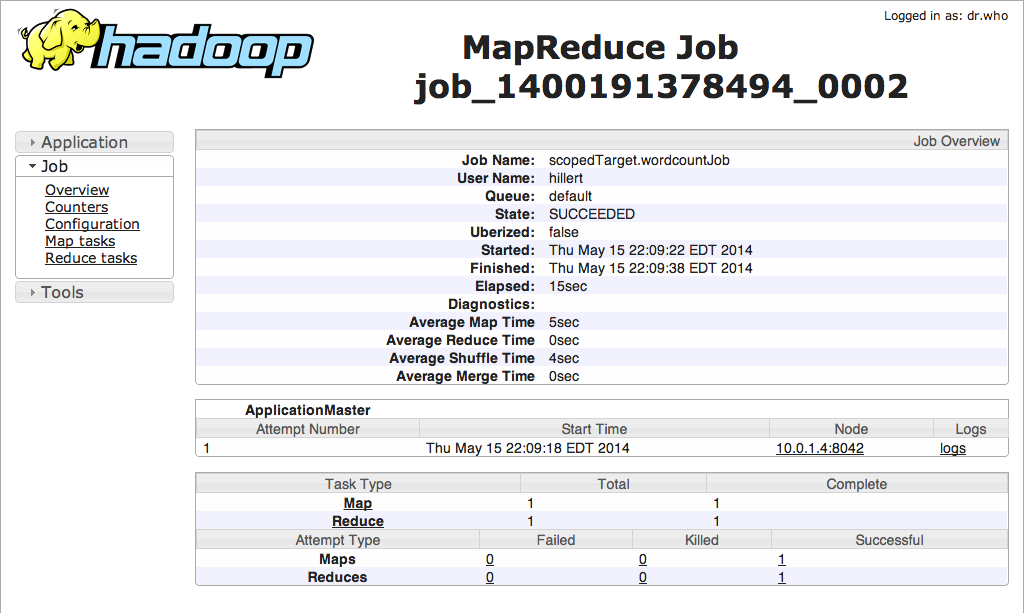 Logged in as: dr.who
hadoop
MapReduce Job
job_1400191378494_0002
Application
Job
Overview
Counters
Configuration
Map tasks
Reduce tasks
Tools
Job Overview
Job Name: scopedTarget.wordcountJob
User Name: hillert
Queue: default
State: SUCCEEDED
Uberized: false
Started: Thu May 15 22:09:22 EDT 2014
Finished: Thu May 15 22:09:38 EDT 2014
Elapsed: 15sec
Diagnostics:
Average Map Time 5sec
Average Reduce Time 0sec
Average Shuffle Time 4sec
Average Merge Time 0sec
ApplicationMaster
Attempt Number Start Time Node Logs
1 Thu May 15 22:09:18 EDT 2014 10.0.1.4:8042 logs
Task Type Total Complete
Map 1 1
Reduce 1 1
Attempt Type Failed Killed Successful
Maps 0 0 1
Reduces 0 0 1